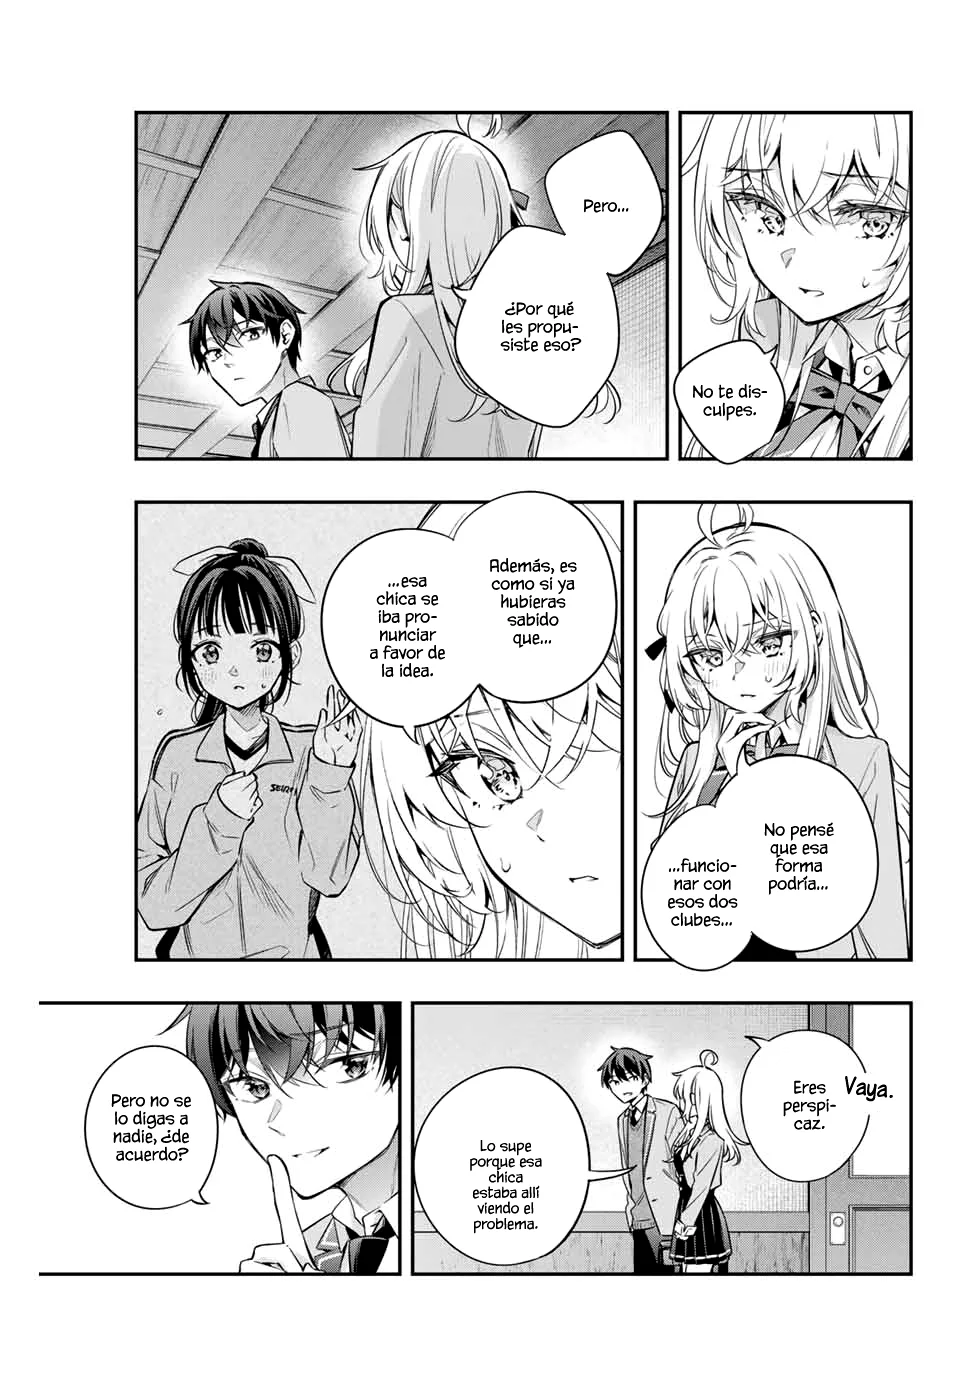 No te dis-
culpes.
Pero...
¿Por qué
les propu-
siste eso?
No pensé
que esa
forma
podría...
...funcio-
nar con
esos dos
clubes...
Además, es
como si ya
hubieras
sabido
que...
...esa
chica se
iba pro-
nunciar
a favor de
la idea.
Vaya.
Eres
perspi-
caz.
Lo supe
porque esa
chica
estaba allí
viendo el
problema.
Pero no se
lo digas a
nadie, ¿de
acuerdo?